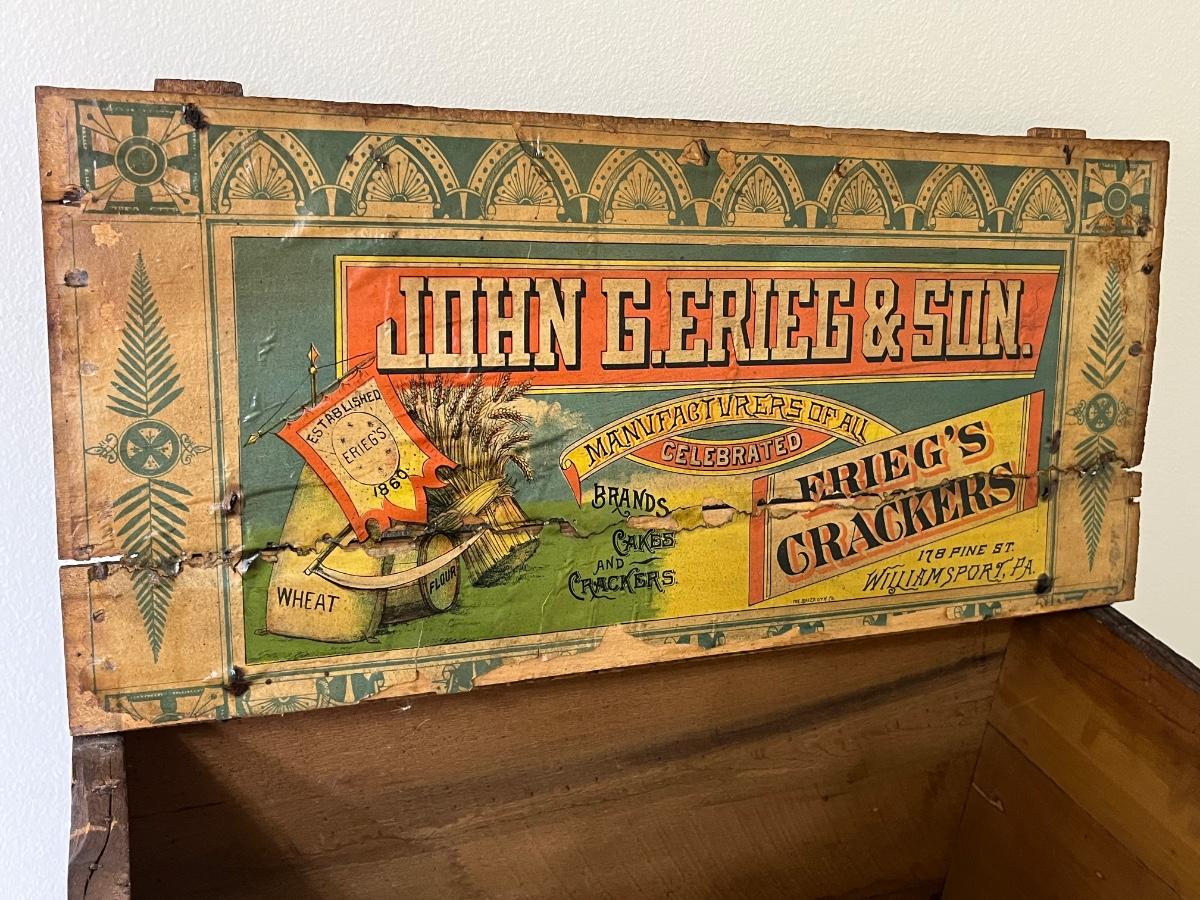 JOHN G. ERIEG & SON.
ESTABLISHED
ERIEG'S
1860
MANUFACTURERS OF ALL
CELEBRATED
BRANDS
CAKES
AND
CRACKERS.
ERIEG'S
CRACKERS
178 PINE ST.
WILLIAMSPORT, PA.
WHEAT
FLOUR